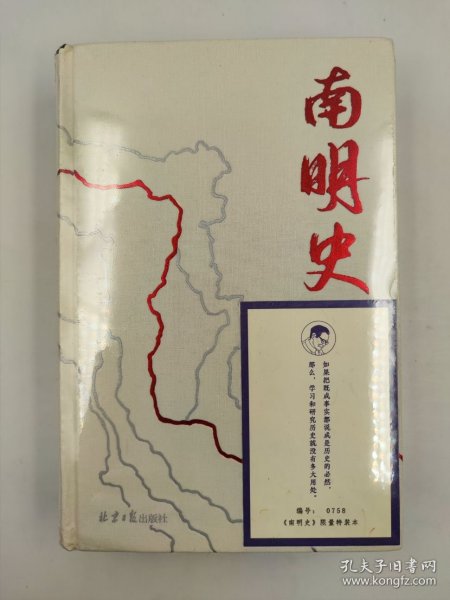 南明史
如果把既成事实都说成是历史的必然，
那么，学习和研究历史就没有多大用处。
编号： 0758
《南明史》限量特装本
北京日报出版社
孔夫子旧书网
www.kongfz.com